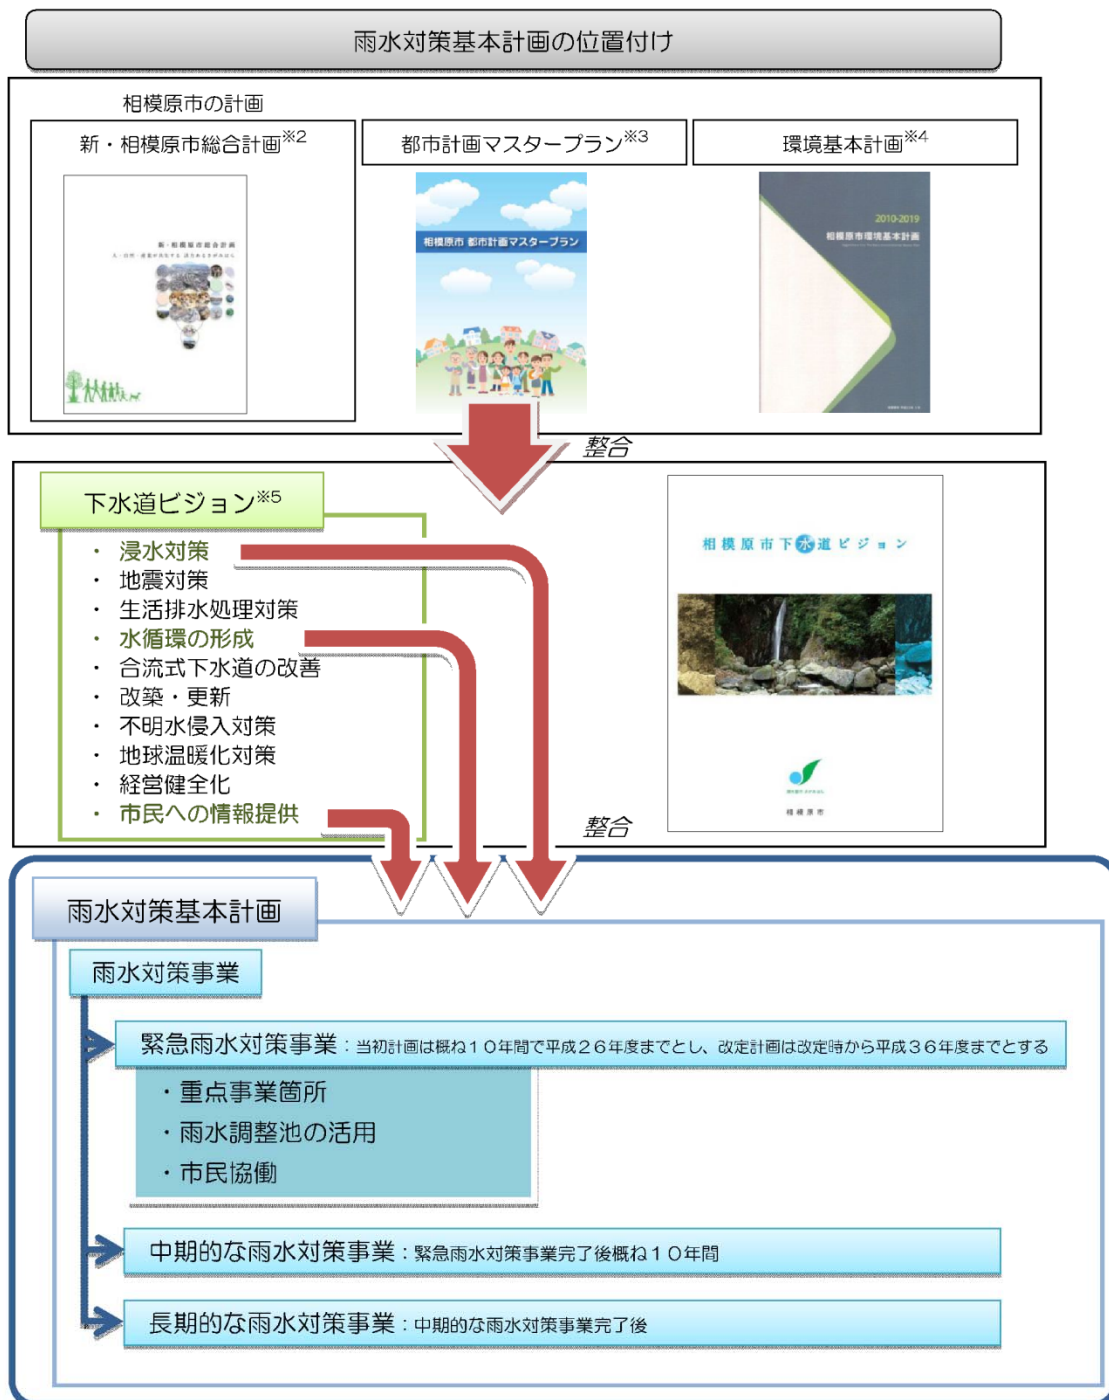 雨水対策基本計画の位置付け
相模原市の計画
新・相模原市総合計画※2
都市計画マスタープラン※3
環境基本計画※4
新・相模原市総合計画
相模原市 都市計画マスタープラン
2010-2019
相模原市環境基本計画
整合
下水道ビジョン※5
・ 浸水対策
・ 地震対策
・ 生活排水処理対策
・ 水循環の形成
・ 合流式下水道の改善
・ 改築・更新
・ 不明水侵入対策
・ 地球温暖化対策
・ 経営健全化
・ 市民への情報提供
相模原市下水道ビジョン
相模原市
整合
雨水対策基本計画
雨水対策事業
緊急雨水対策事業：当初計画は概ね１０年間で平成２６年度までとし、改定計画は改定時から平成３６年度までとする
・重点事業箇所
・雨水調整池の活用
・市民協働
中期的な雨水対策事業：緊急雨水対策事業完了後概ね１０年間
長期的な雨水対策事業：中期的な雨水対策事業完了後